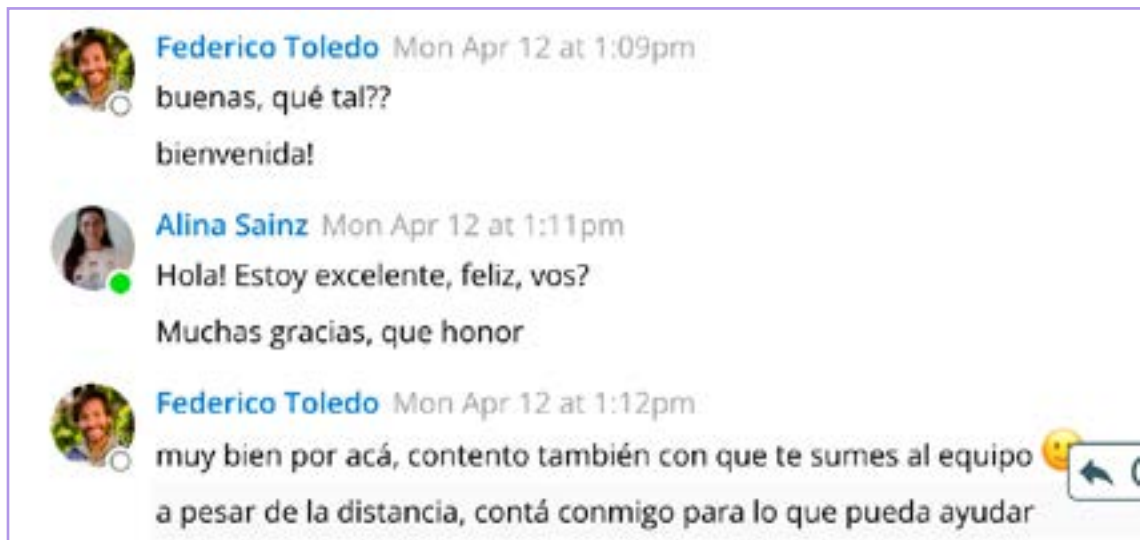 Federico Toledo Mon Apr 12 at 1:09pm
buenas, qué tal??
bienvenida!
Alina Sainz Mon Apr 12 at 1:11pm
Hola! Estoy excelente, feliz, vos?
Muchas gracias, que honor
Federico Toledo Mon Apr 12 at 1:12pm
muy bien por acá, contento también con que te sumes al equipo
a pesar de la distancia, contá conmigo para lo que pueda ayudar